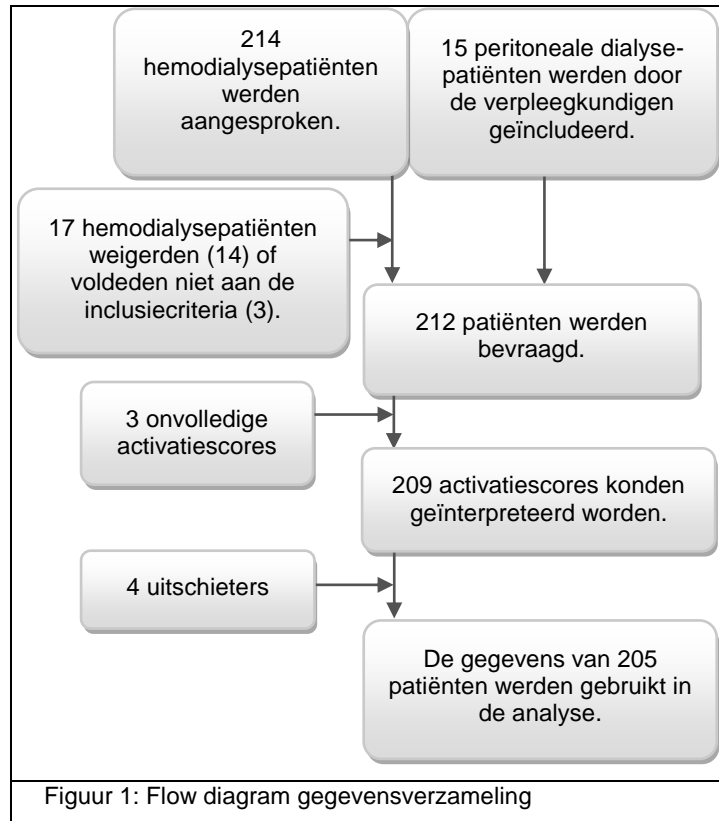 214
hemodialysepatiënten
werden
aangesproken.
15 peritoneale dialyse-
patiënten werden door
de verpleegkundigen
geïncludeerd.
17 hemodialysepatiënten
weigerden (14) of
voldeden niet aan de
inclusiecriteria (3).
212 patiënten werden
bevraagd.
3 onvolledige
activatiescores
209 activatiescores konden
geïnterpreteerd worden.
4 uitschieters
De gegevens van 205
patiënten werden gebruikt in
de analyse.
Figuur 1: Flow diagram gegevensverzameling